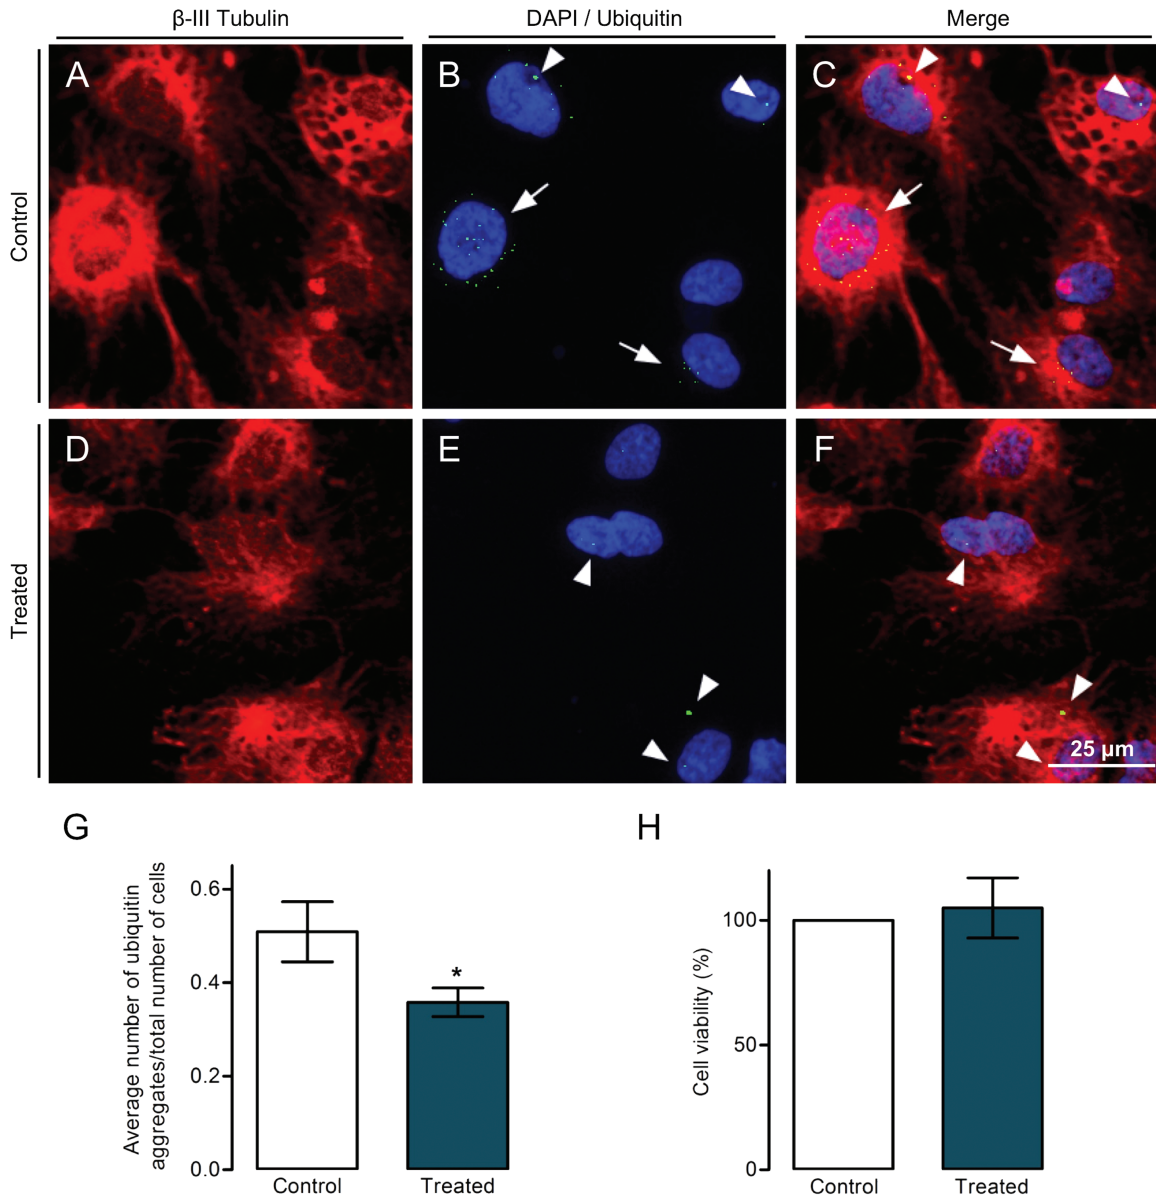 β-III Tubulin
DAPI / Ubiquitin
Merge
Control
A
B
C
Treated
D
E
F
25 µm
G
H
Average number of ubiquitin
aggregates/total number of cells
0.6
0.4
0.2
0.0
*
Control
Treated
Cell viability (%)
100
50
0
Control
Treated